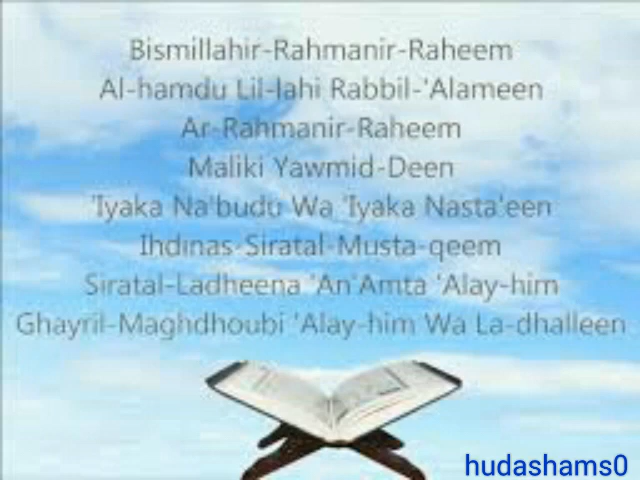 Bismillahir-Rahmanir-Raheem
Al-hamdu Lil-lahi Rabbil-'Alameen
Ar-Rahmanir-Raheem
Maliki Yawmid-Deen
'Iyaka Na'budu Wa 'Iyaka Nasta'een
Ihdinas-Siratal-Musta-qeem
Siratal-Ladheena 'An'Amta 'Alay-him
Ghayril-Maghdhoubi 'Alay-him Wa La-dhalleen
hudashams0